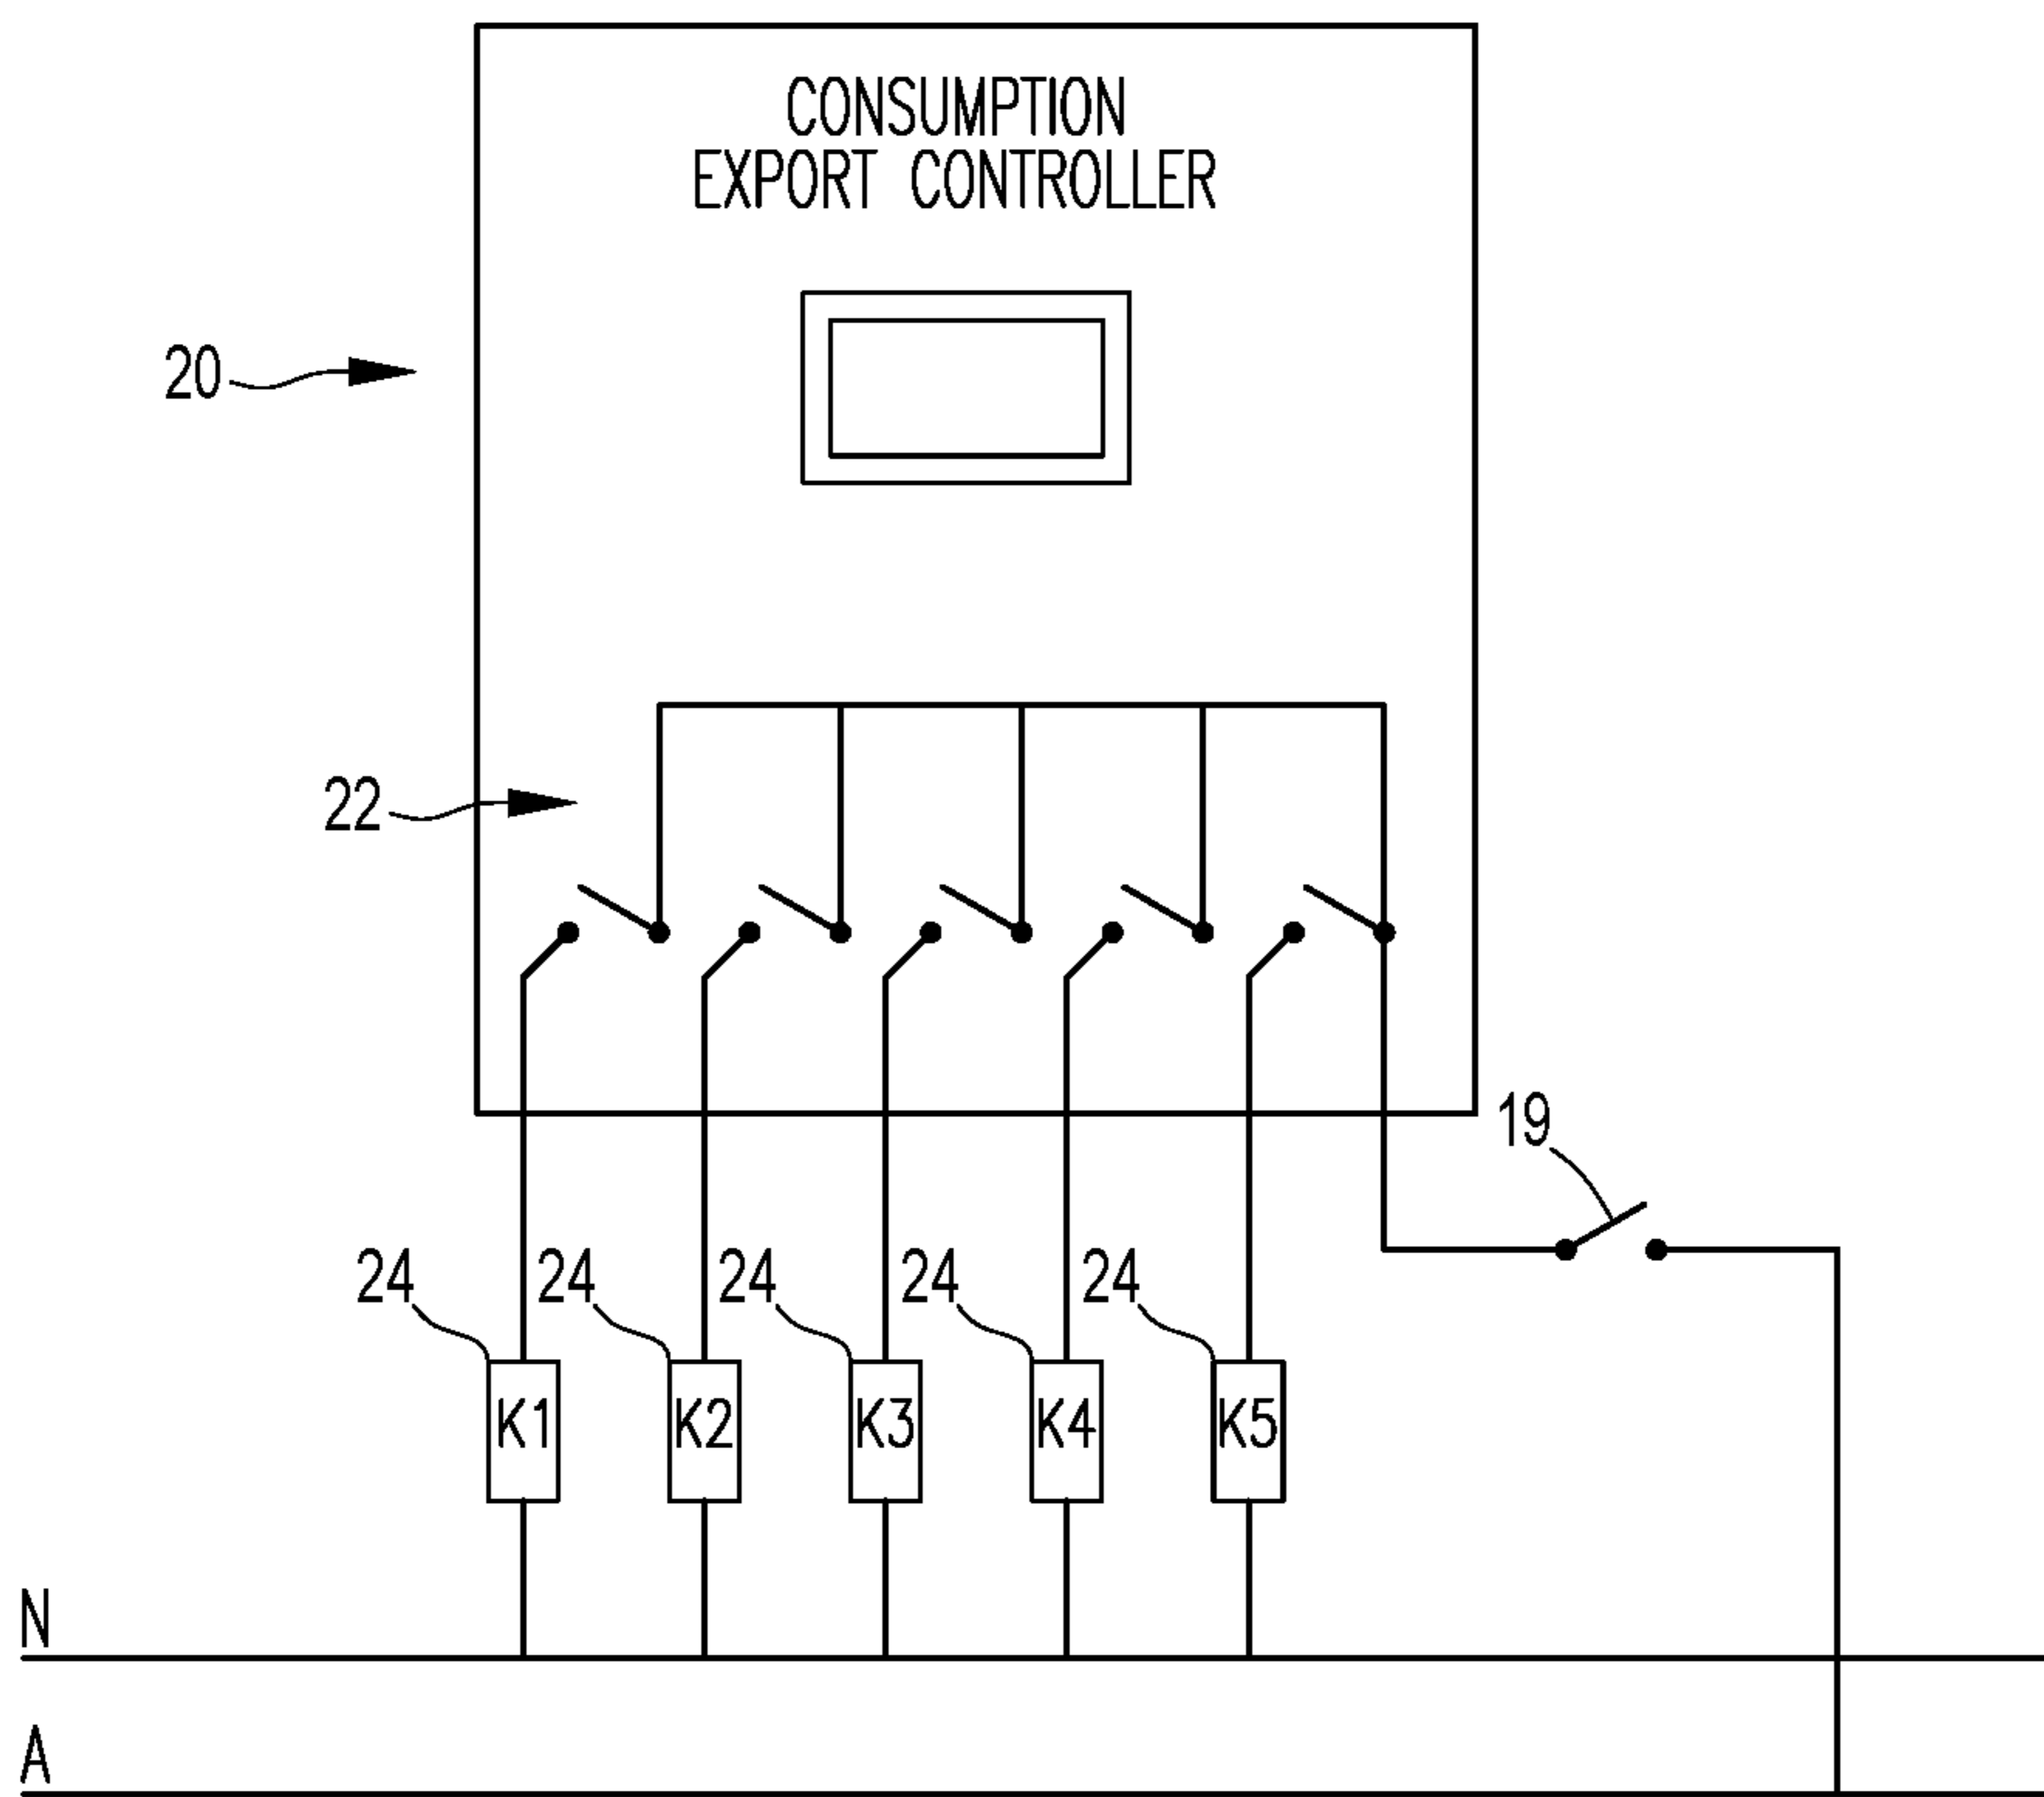 CONSUMPTION
EXPORT CONTROLLER
20
22
19
24 24 24 24 24
K1 K2 K3 K4 K5
N
A